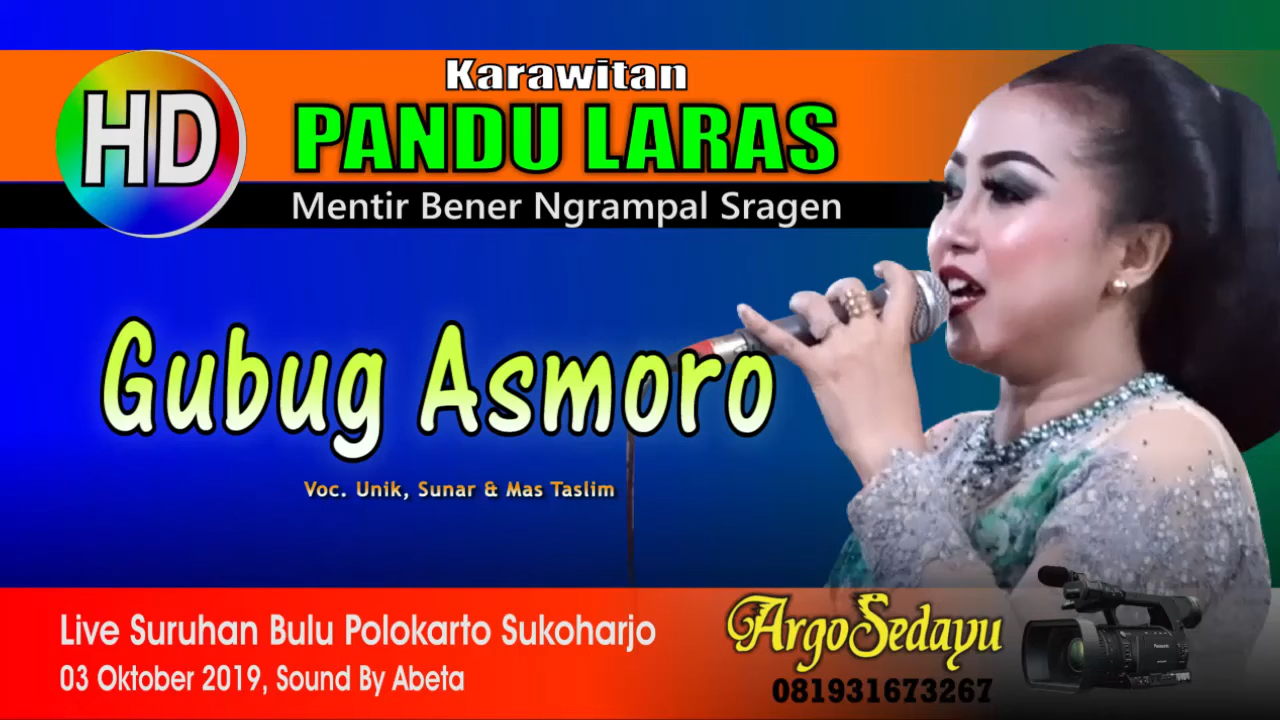 HD
Karawitan
PANDU LARAS
Mentir Bener Ngrampal Sragen
Gubug Asmoro
Voc. Unik, Sunar & Mas Taslim
Live Suruhan Bulu Polokarto Sukoharjo
03 Oktober 2019, Sound By Abeta
ArgoSedayu
081931673267
Panasonic